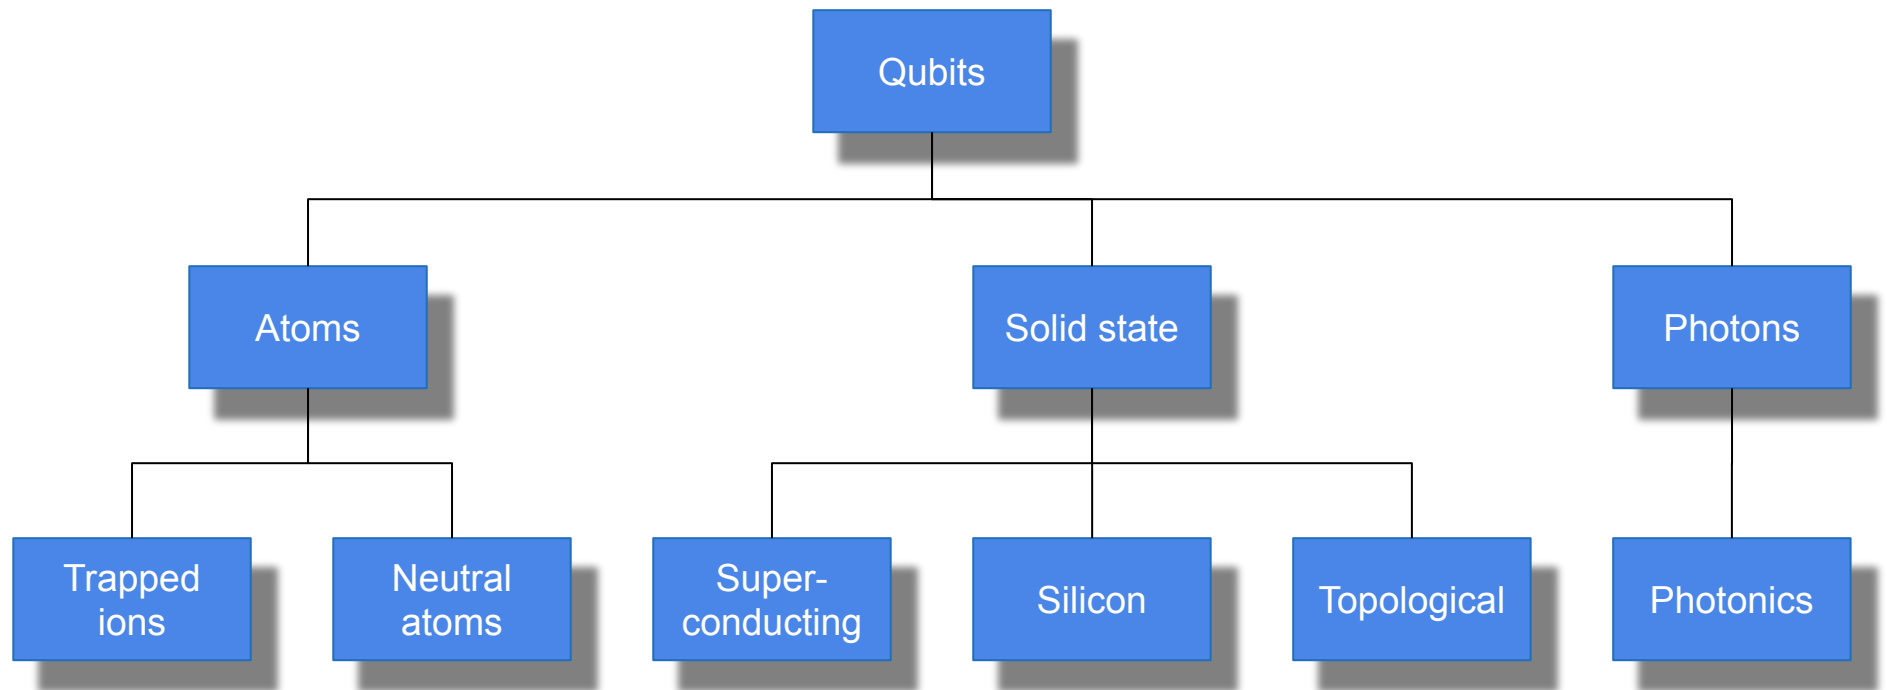 Qubits
Atoms
Solid state
Photons
Trapped
ions
Neutral
atoms
Super-
conducting
Silicon
Topological
Photonics